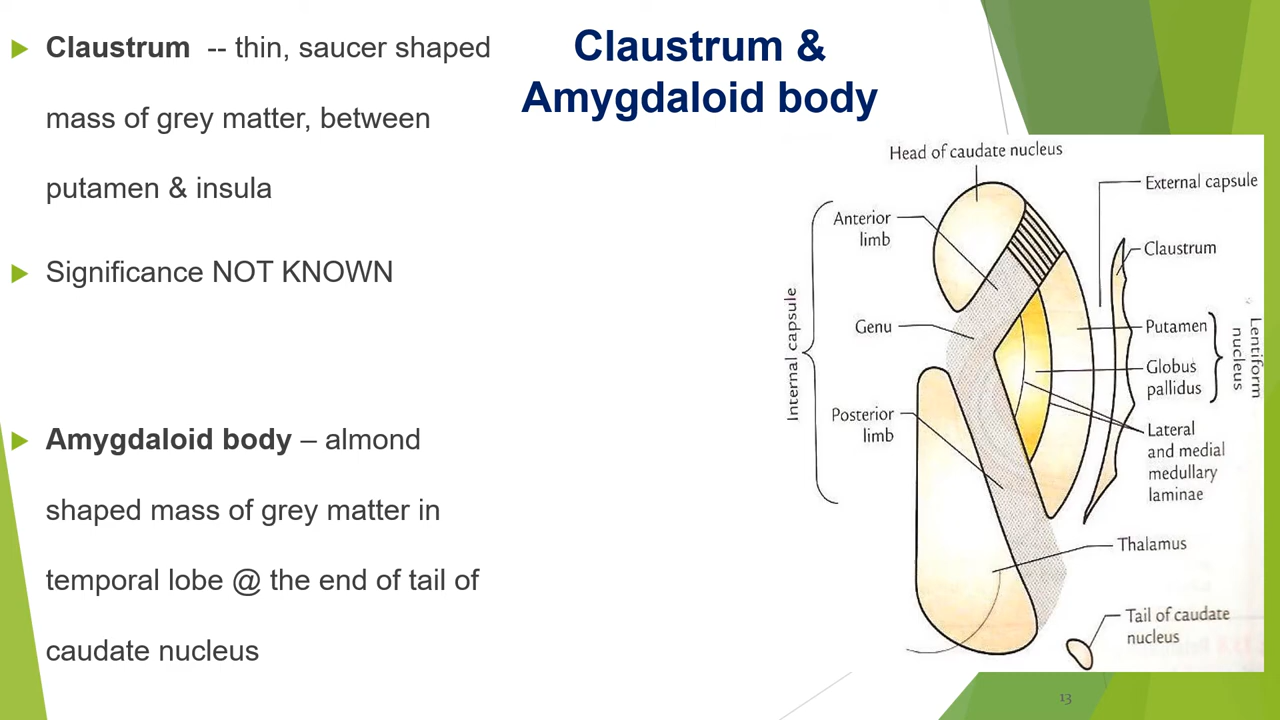 Claustrum -- thin, saucer shaped
mass of grey matter, between
putamen & insula
Significance NOT KNOWN
Amygdaloid body – almond
shaped mass of grey matter in
temporal lobe @ the end of tail of
caudate nucleus
Claustrum &
Amygdaloid body
Head of caudate nucleus
External capsule
Anterior
limb
Claustrum
Internal capsule
Genu
Putamen
Globus
pallidus
Lentiform
nucleus
Posterior
limb
Lateral
and medial
medullary
laminae
Thalamus
Tail of caudate
nucleus
13